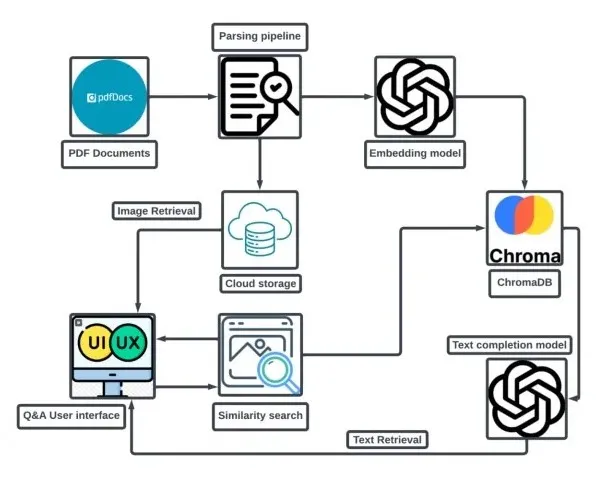 Parsing pipeline
pdfDocs
PDF Documents
Embedding model
Image Retrieval
Chroma
Cloud storage
ChromaDB
UI UX
Text completion model
Q&A User interface
Similarity search
Text Retrieval